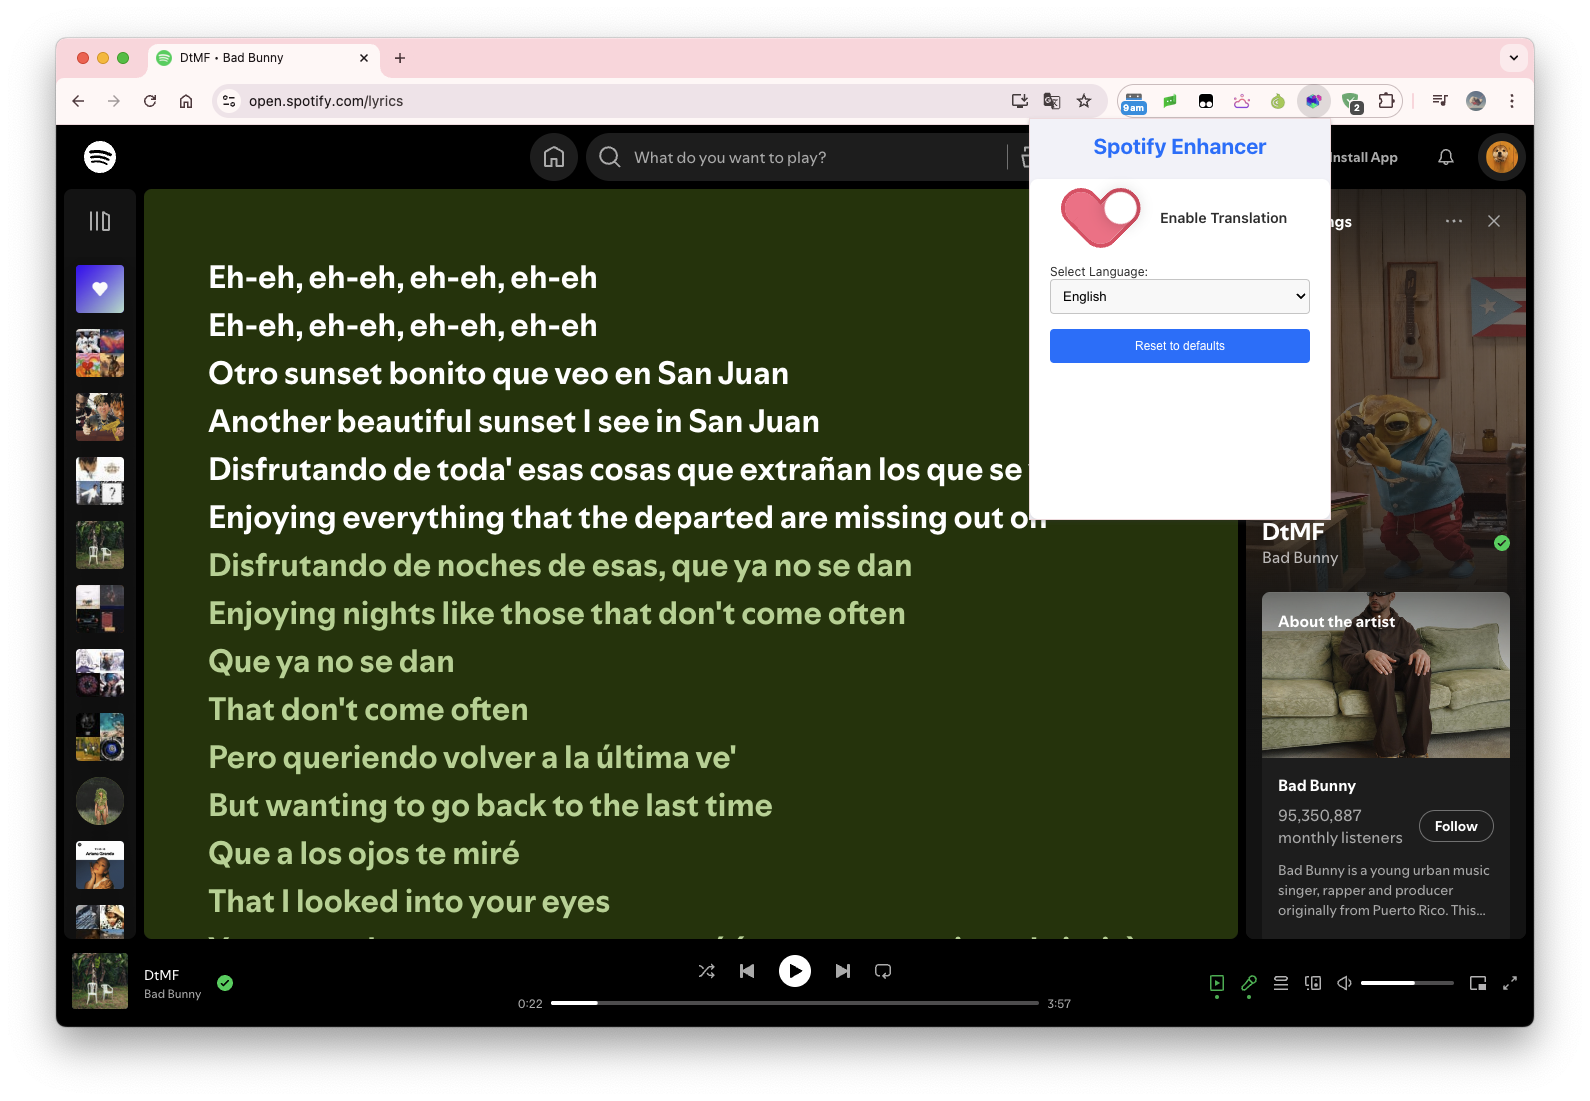 DtMF • Bad Bunny
open.spotify.com/lyrics
9am
2
What do you want to play?
nstall App
Spotify Enhancer
Enable Translation
Select Language:
English
Reset to defaults
ngs
Eh-eh, eh-eh, eh-eh, eh-eh
Eh-eh, eh-eh, eh-eh, eh-eh
Otro sunset bonito que veo en San Juan
Another beautiful sunset I see in San Juan
Disfrutando de toda' esas cosas que extrañan los que se
Enjoying everything that the departed are missing out on
Disfrutando de noches de esas, que ya no se dan
Enjoying nights like those that don't come often
Que ya no se dan
That don't come often
Pero queriendo volver a la última ve'
But wanting to go back to the last time
Que a los ojos te miré
That I looked into your eyes
DtMF
Bad Bunny
About the artist
Bad Bunny
95,350,887
monthly listeners
Follow
Bad Bunny is a young urban music
singer, rapper and producer
originally from Puerto Rico. This...
Ariana Grande
DtMF
Bad Bunny
0:22
3:57